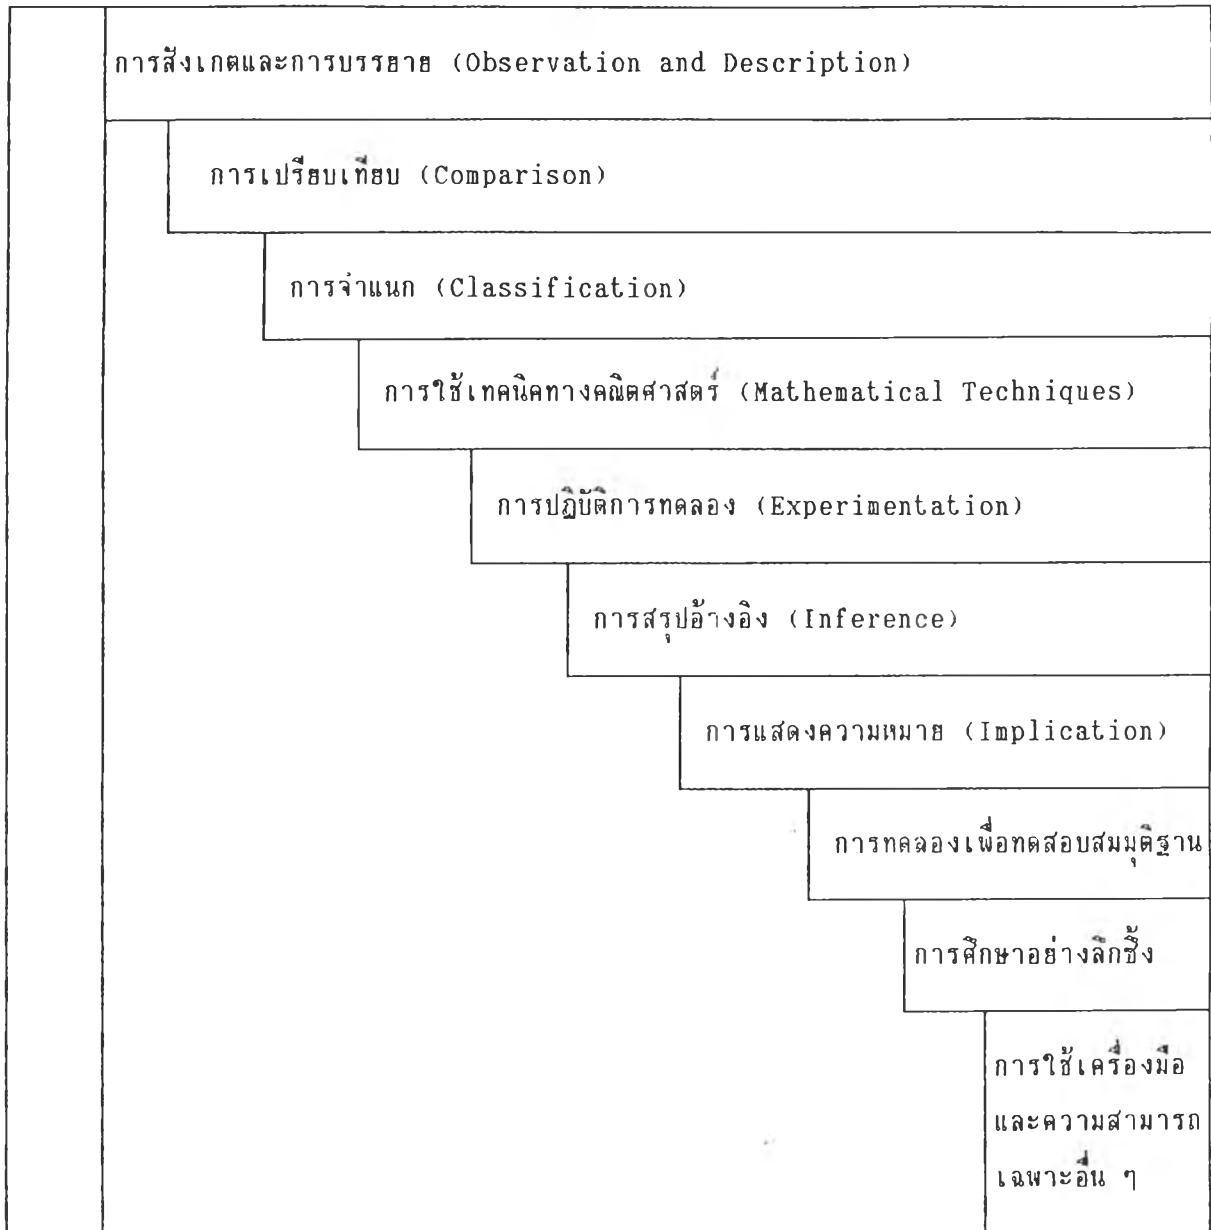 การสังเกตและการบรรยาย (Observation and Description)
การเปรียบเทียบ (Comparison)
การจำแนก (Classification)
การใช้เทคนิคทางคณิตศาสตร์ (Mathematical Techniques)
การปฏิบัติการทดลอง (Experimentation)
การสรุปอ้างอิง (Inference)
การแสดงความหมาย (Implication)
การทดลองเพื่อทดสอบสมมุติฐาน
การศึกษาอย่างลึกซึ้ง
การใช้เครื่องมือ
และความสามารถ
เฉพาะอื่น ๆ